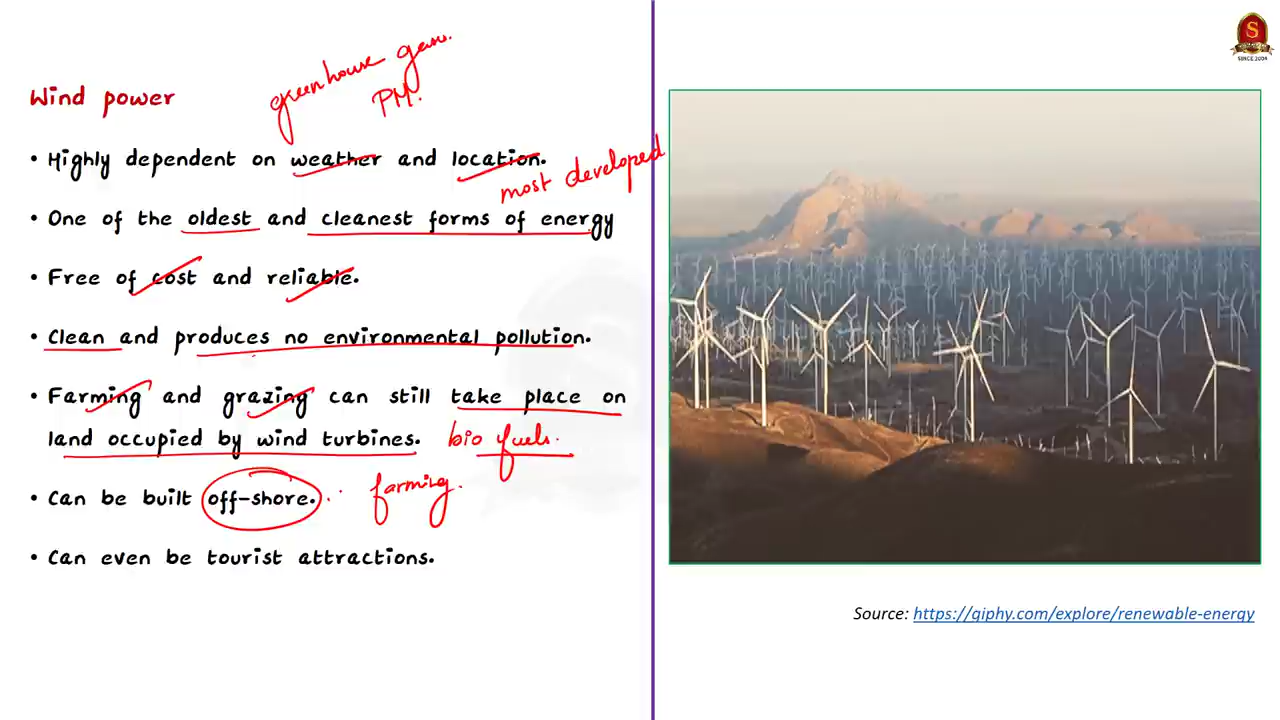 greenhouse gases.
PM.
S
SINCE 2004
Wind power
• Highly dependent on weather and location.
most developed
• One of the oldest and cleanest forms of energy
• Free of cost and reliable.
• Clean and produces no environmental pollution.
• Farming and grazing can still take place on
land occupied by wind turbines. bio fuels.
• Can be built off-shore. farming.
• Can even be tourist attractions.
Source: https://giphy.com/explore/renewable-energy